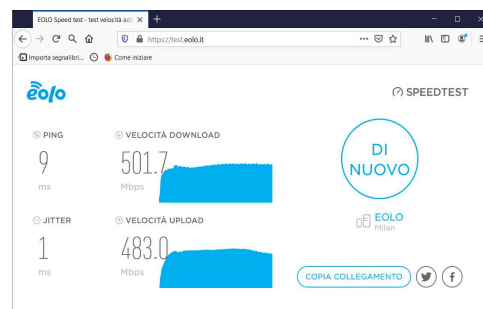 EOLO Speed test - test velocità ads
https://test.eolo.it
Importa segnalibri...
Come iniziare
eolo
SPEEDTEST
PING
9
ms
VELOCITÀ DOWNLOAD
501.7
Mbps
DI
NUOVO
JITTER
1
ms
VELOCITÀ UPLOAD
483.0
Mbps
EOLO
Milan
COPIA COLLEGAMENTO